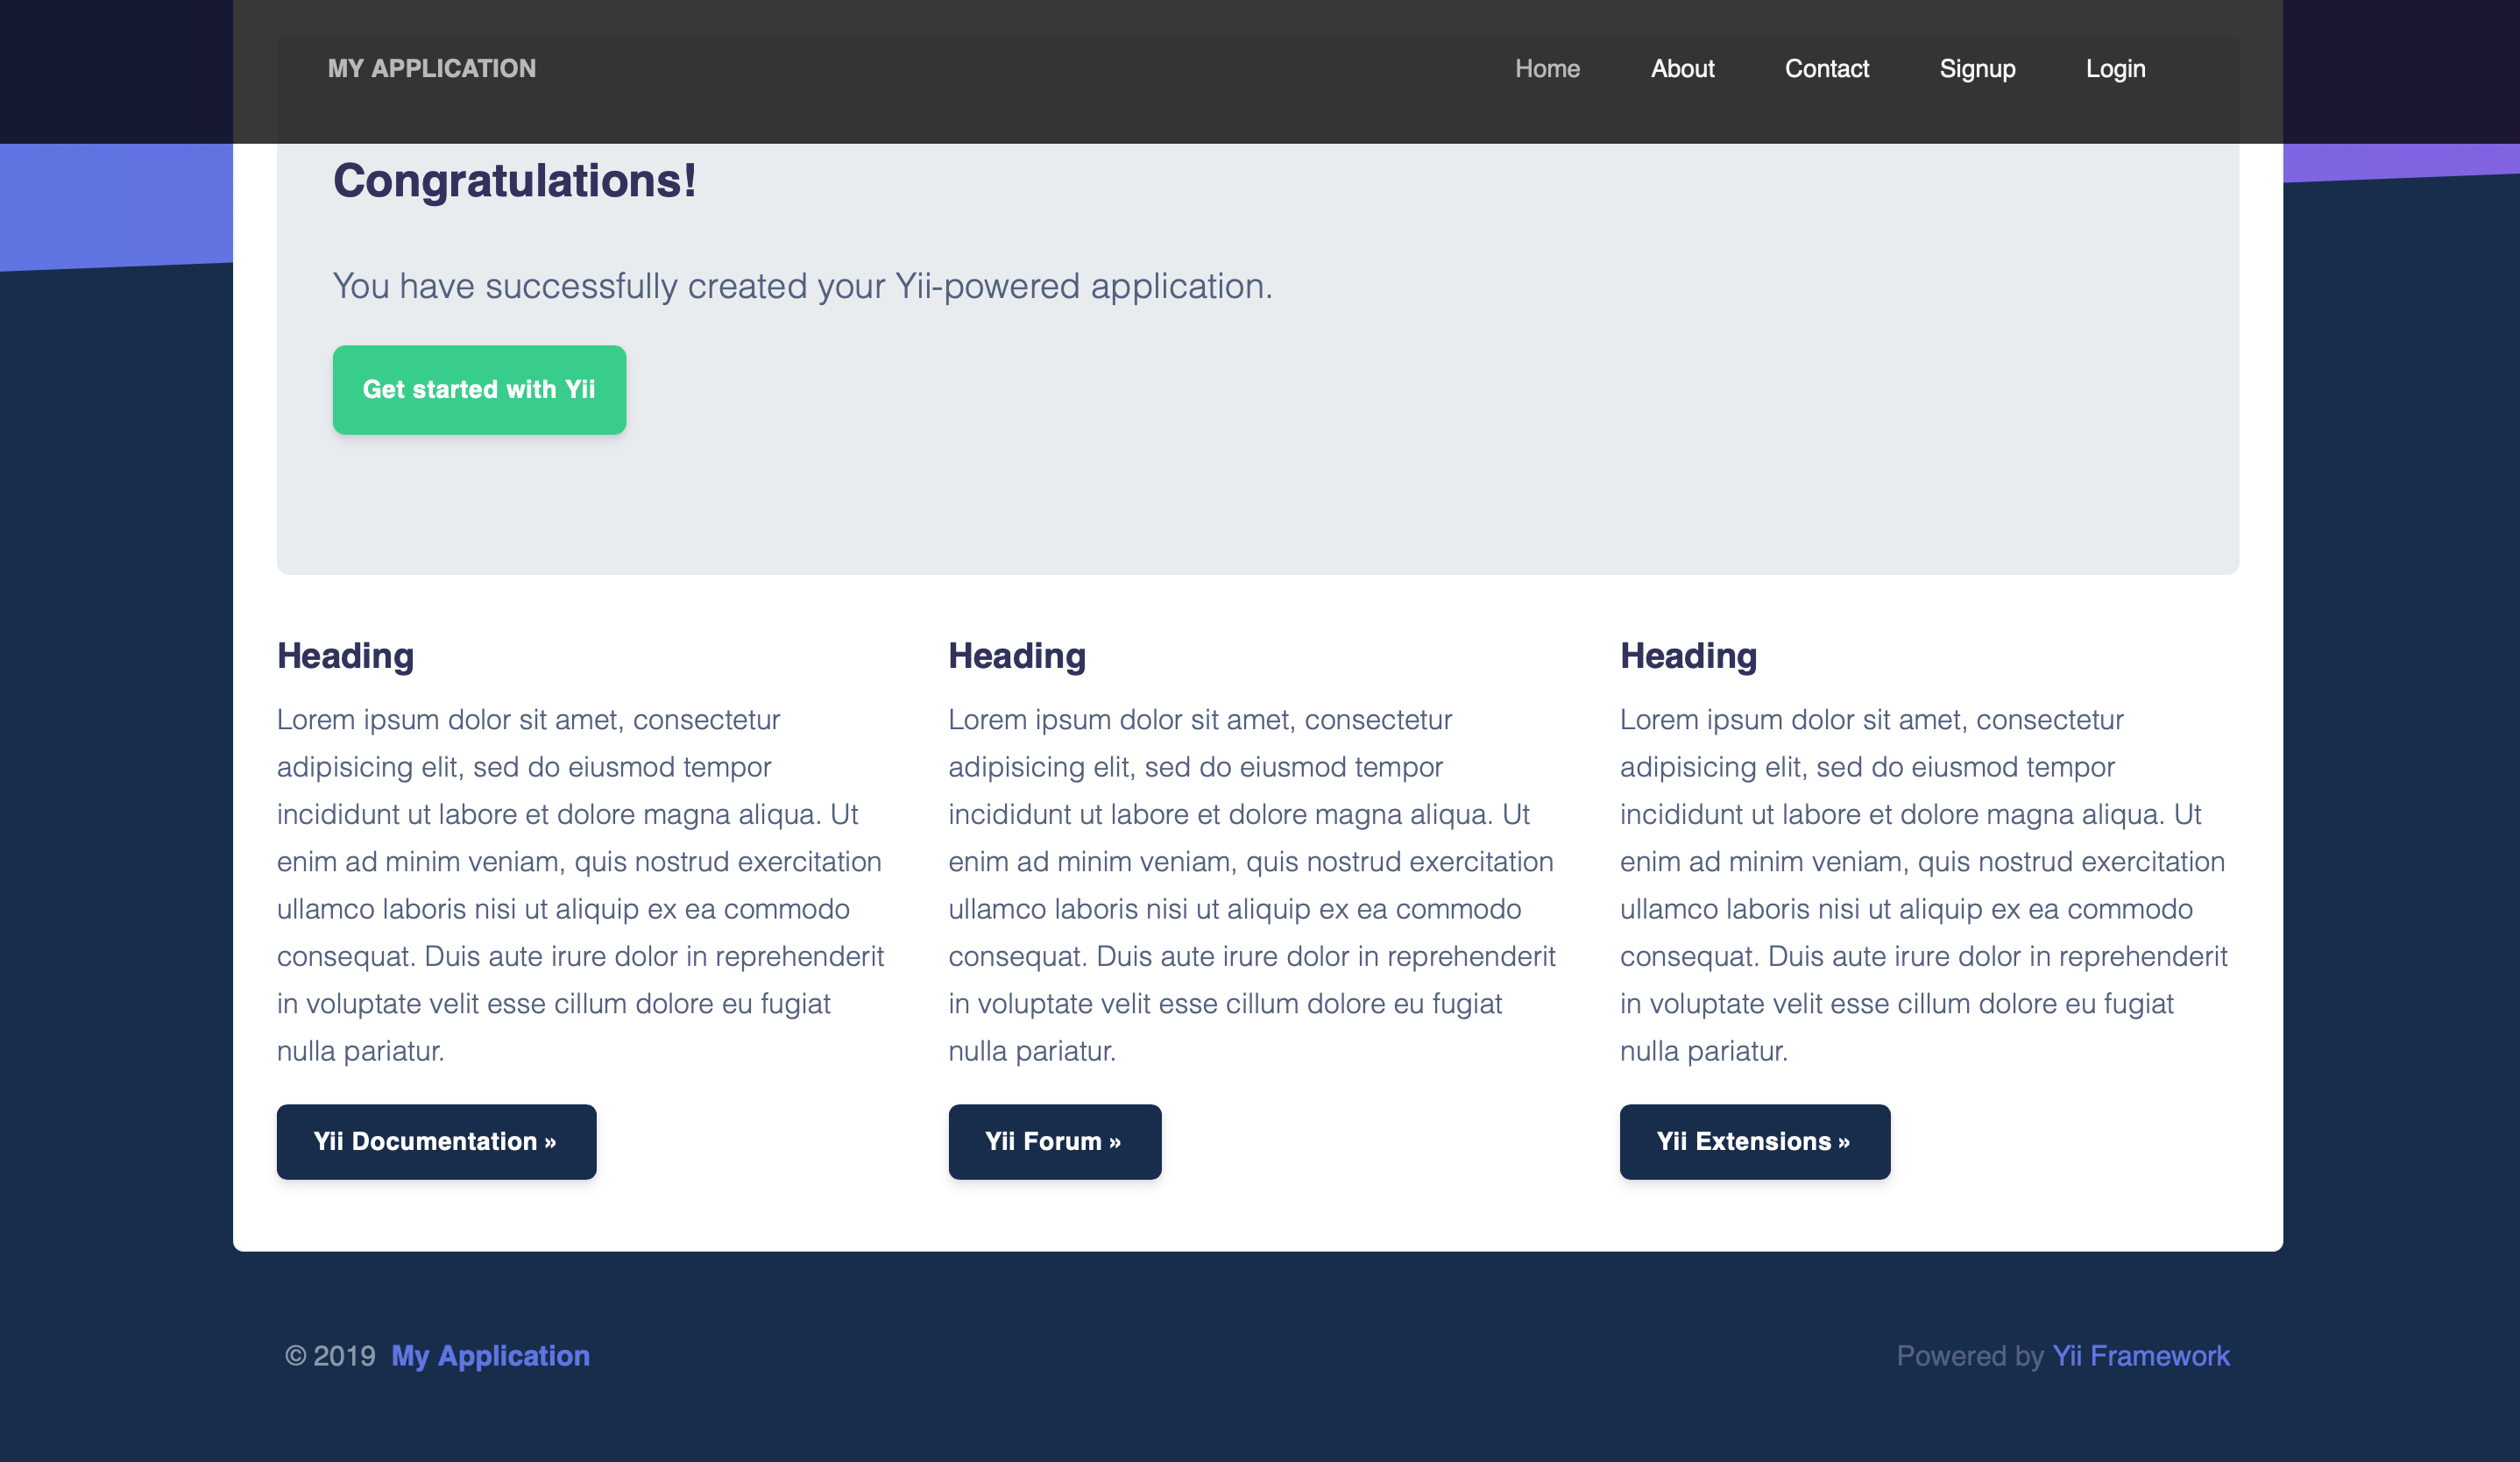 MY APPLICATION
Home About Contact Signup Login
Congratulations!
You have successfully created your Yii-powered application.
Get started with Yii
Heading
Lorem ipsum dolor sit amet, consectetur
adipisicing elit, sed do eiusmod tempor
incididunt ut labore et dolore magna aliqua. Ut
enim ad minim veniam, quis nostrud exercitation
ullamco laboris nisi ut aliquip ex ea commodo
consequat. Duis aute irure dolor in reprehenderit
in voluptate velit esse cillum dolore eu fugiat
nulla pariatur.
Yii Documentation »
Heading
Lorem ipsum dolor sit amet, consectetur
adipisicing elit, sed do eiusmod tempor
incididunt ut labore et dolore magna aliqua. Ut
enim ad minim veniam, quis nostrud exercitation
ullamco laboris nisi ut aliquip ex ea commodo
consequat. Duis aute irure dolor in reprehenderit
in voluptate velit esse cillum dolore eu fugiat
nulla pariatur.
Yii Forum »
Heading
Lorem ipsum dolor sit amet, consectetur
adipisicing elit, sed do eiusmod tempor
incididunt ut labore et dolore magna aliqua. Ut
enim ad minim veniam, quis nostrud exercitation
ullamco laboris nisi ut aliquip ex ea commodo
consequat. Duis aute irure dolor in reprehenderit
in voluptate velit esse cillum dolore eu fugiat
nulla pariatur.
Yii Extensions »
© 2019 My Application
Powered by Yii Framework